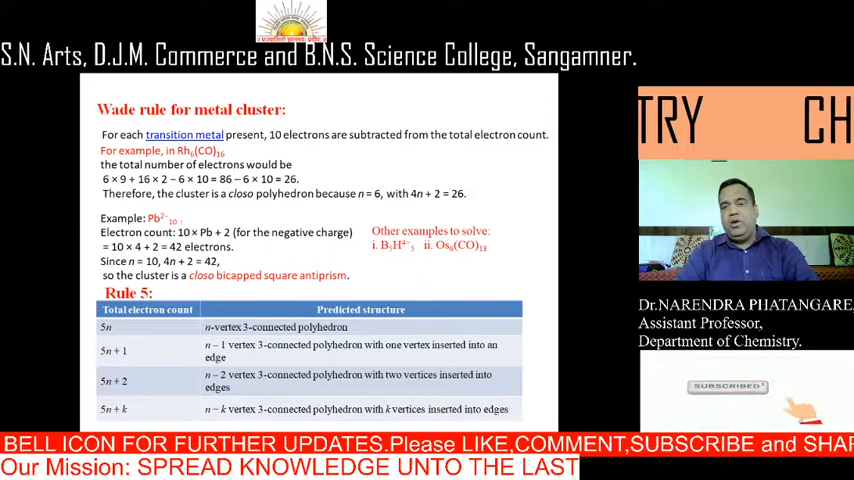 S.N. Arts, D.J.M. Commerce and B.N.S. Science College, Sangamner.
Wade rule for metal cluster:
For each transition metal present, 10 electrons are subtracted from the total electron count.
For example, in Rh₆(CO)₁₆
the total number of electrons would be
6 × 9 + 16 × 2 − 6 × 10 = 86 − 6 × 10 = 26.
Therefore, the cluster is a closo polyhedron because n = 6, with 4n + 2 = 26.
Example: Pb²⁻₁₀ :
Electron count: 10 × Pb + 2 (for the negative charge)
= 10 × 4 + 2 = 42 electrons.
Since n = 10, 4n + 2 = 42,
so the cluster is a closo bicapped square antiprism.
Other examples to solve:
i. B₅H⁴⁻₅ ii. Os₆(CO)₁₈
Rule 5:
Total electron count Predicted structure
5n n-vertex 3-connected polyhedron
5n + 1 n − 1 vertex 3-connected polyhedron with one vertex inserted into an
edge
5n + 2 n − 2 vertex 3-connected polyhedron with two vertices inserted into
edges
5n + k n − k vertex 3-connected polyhedron with k vertices inserted into edges
TRY CH
Dr.NARENDRA PHATANGARE,
Assistant Professor,
Department of Chemistry.
SUBSCRIBED
BELL ICON FOR FURTHER UPDATES.Please LIKE,COMMENT,SUBSCRIBE and SHA
Our Mission: SPREAD KNOWLEDGE UNTO THE LAST